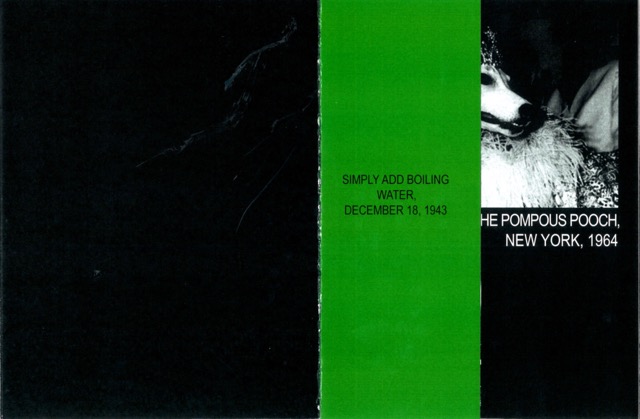 SIMPLY ADD BOILING
WATER,
DECEMBER 18, 1943
HE POMPOUS POOCH,
NEW YORK, 1964